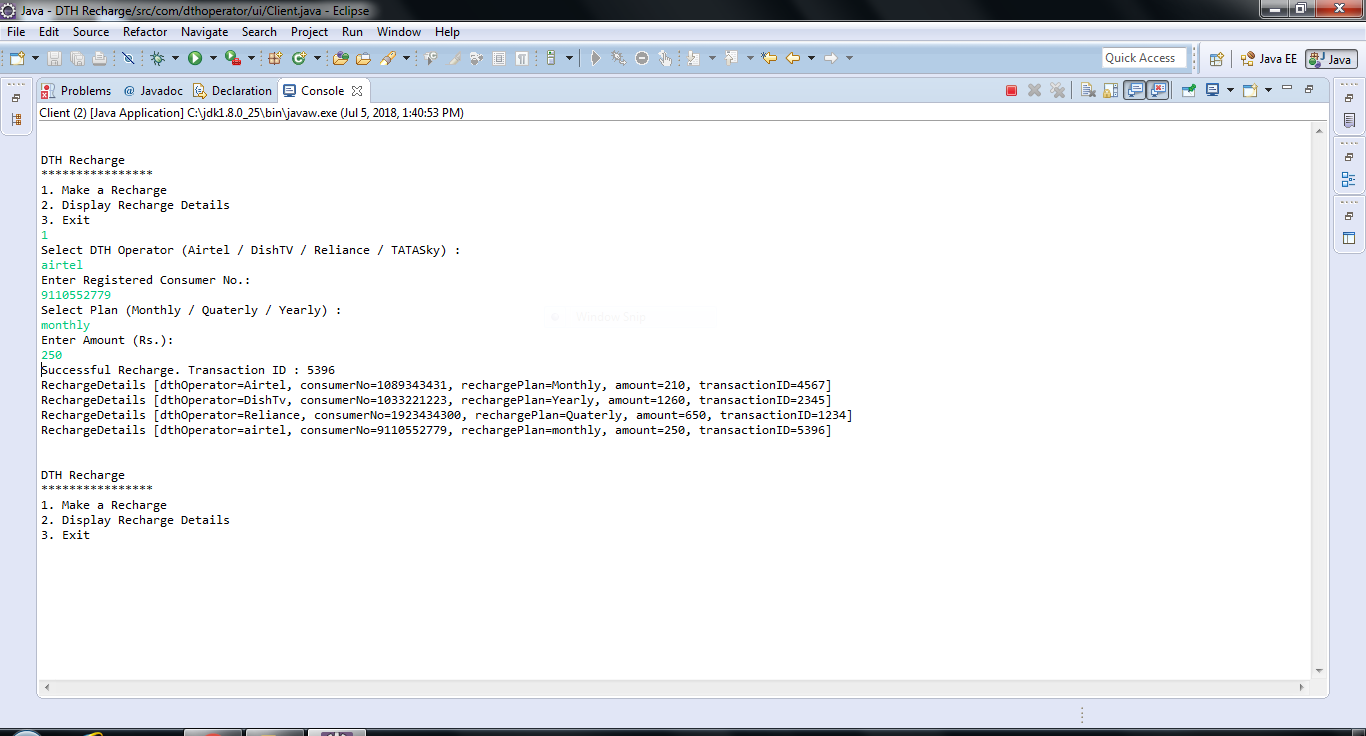 Java - DTH Recharge/src/com/dthoperator/ui/Client.java - Eclipse
File Edit Source Refactor Navigate Search Project Run Window Help
Quick Access Java EE Java
Problems @ Javadoc Declaration Console
Client (2) [Java Application] C:\jdk1.8.0_25\bin\javaw.exe (Jul 5, 2018, 1:40:53 PM)
DTH Recharge
****************
1. Make a Recharge
2. Display Recharge Details
3. Exit
1
Select DTH Operator (Airtel / DishTV / Reliance / TATASky) :
airtel
Enter Registered Consumer No.:
9110552779
Select Plan (Monthly / Quaterly / Yearly) :
monthly
Enter Amount (Rs.):
250
Successful Recharge. Transaction ID : 5396
RechargeDetails [dthOperator=Airtel, consumerNo=1089343431, rechargePlan=Monthly, amount=210, transactionID=4567]
RechargeDetails [dthOperator=DishTv, consumerNo=1033221223, rechargePlan=Yearly, amount=1260, transactionID=2345]
RechargeDetails [dthOperator=Reliance, consumerNo=1923434300, rechargePlan=Quaterly, amount=650, transactionID=1234]
RechargeDetails [dthOperator=airtel, consumerNo=9110552779, rechargePlan=monthly, amount=250, transactionID=5396]
DTH Recharge
****************
1. Make a Recharge
2. Display Recharge Details
3. Exit
Window Snip